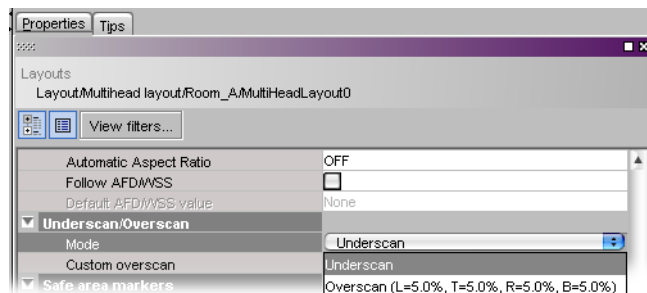 Properties Tips
Layouts
Layout/Multihead layout/Room_A/MultiHeadLayout0
View filters...
Automatic Aspect Ratio OFF
Follow AFD/WSS
Default AFD/WSS value None
Underscan/Overscan
Mode Underscan
Custom overscan Underscan
Safe area markers Overscan (L=5.0%, T=5.0%, R=5.0%, B=5.0%)